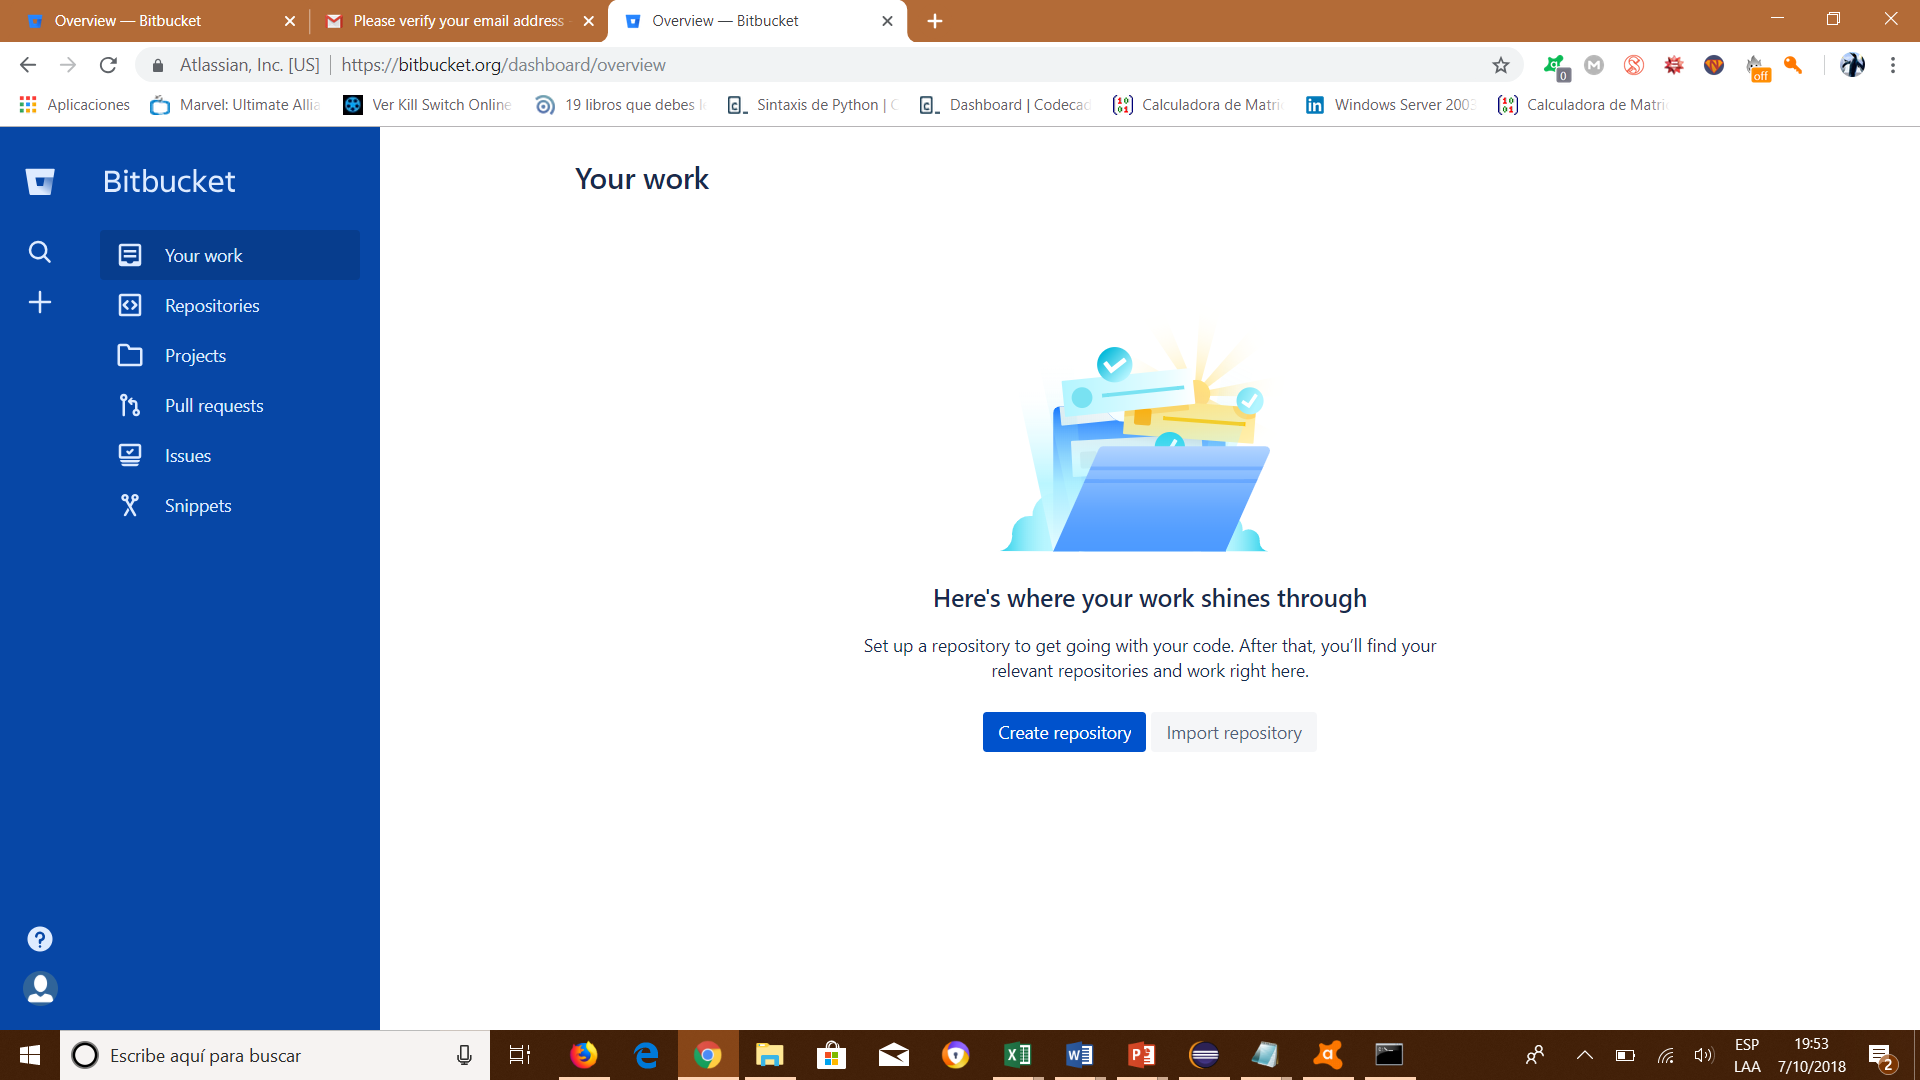 Overview — Bitbucket
Please verify your email address
Overview — Bitbucket
Atlassian, Inc. [US]
https://bitbucket.org/dashboard/overview
0
off
Aplicaciones
Marvel: Ultimate Allia
Ver Kill Switch Online
19 libros que debes l
Sintaxis de Python | C
Dashboard | Codecad
Calculadora de Matri
Windows Server 2003
Calculadora de Matri
Bitbucket
Your work
Repositories
Projects
Pull requests
Issues
Snippets
Your work
Here's where your work shines through
Set up a repository to get going with your code. After that, you’ll find your
relevant repositories and work right here.
Create repository
Import repository
Escribe aquí para buscar
ESP
LAA
19:53
7/10/2018
2